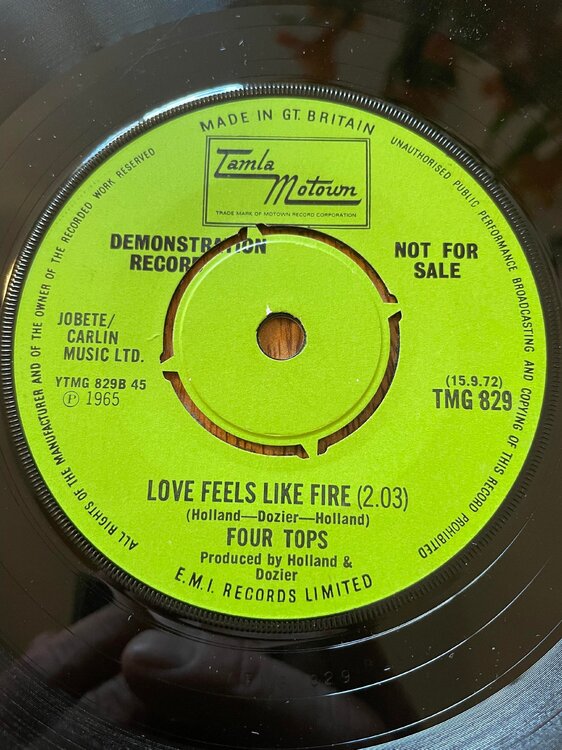 MADE IN GT. BRITAIN
Tamla
Motown
TRADE MARK OF MOTOWN RECORD CORPORATION
DEMONSTRATION
RECORD
NOT FOR
SALE
JOBETE/
CARLIN
MUSIC LTD.
YTMG 829B 45
Ⓟ 1965
(15.9.72)
TMG 829
LOVE FEELS LIKE FIRE (2.03)
(Holland—Dozier—Holland)
FOUR TOPS
Produced by Holland &
Dozier
E.M.I. RECORDS LIMITED
ALL RIGHTS OF THE MANUFACTURER AND OF THE OWNER OF THE RECORDED WORK RESERVED
UNAUTHORISED PUBLIC PERFORMANCE BROADCASTING AND COPYING OF THIS RECORD PROHIBITED